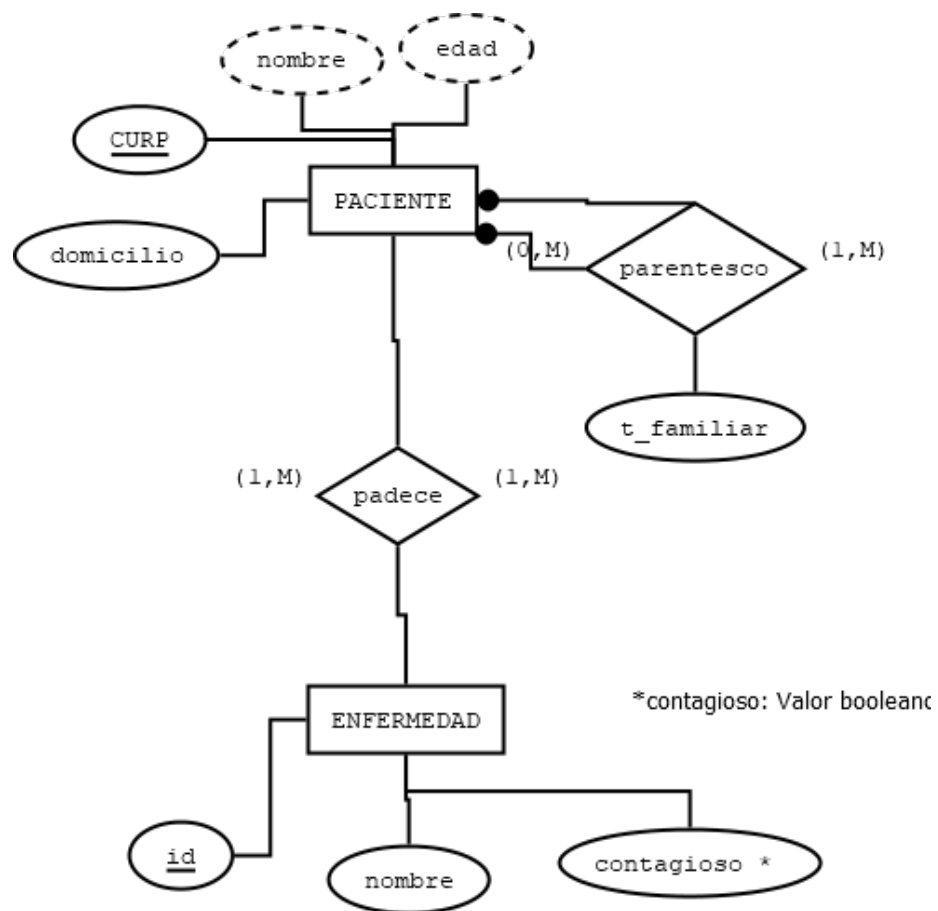 nombre
edad
CURP
PACIENTE
domicilio
(0,M)
parentesco
(1,M)
t_familiar
(1,M)
padece
(1,M)
ENFERMEDAD
*contagioso: Valor booleano
id
nombre
contagioso *